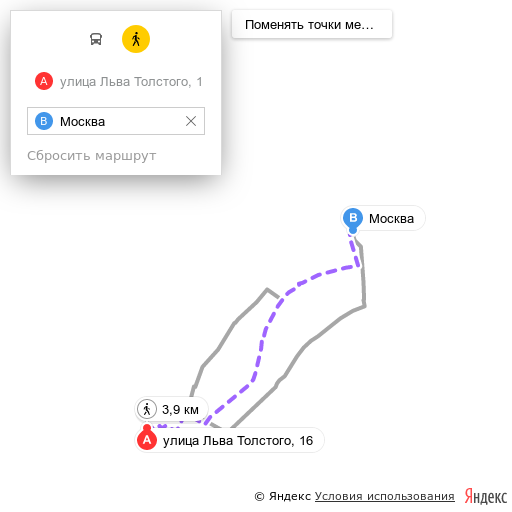 Поменять точки ме…
A улица Льва Толстого, 1
B Москва
Сбросить маршрут
B Москва
3,9 км
A улица Льва Толстого, 16
© Яндекс Условия использования Яндекс